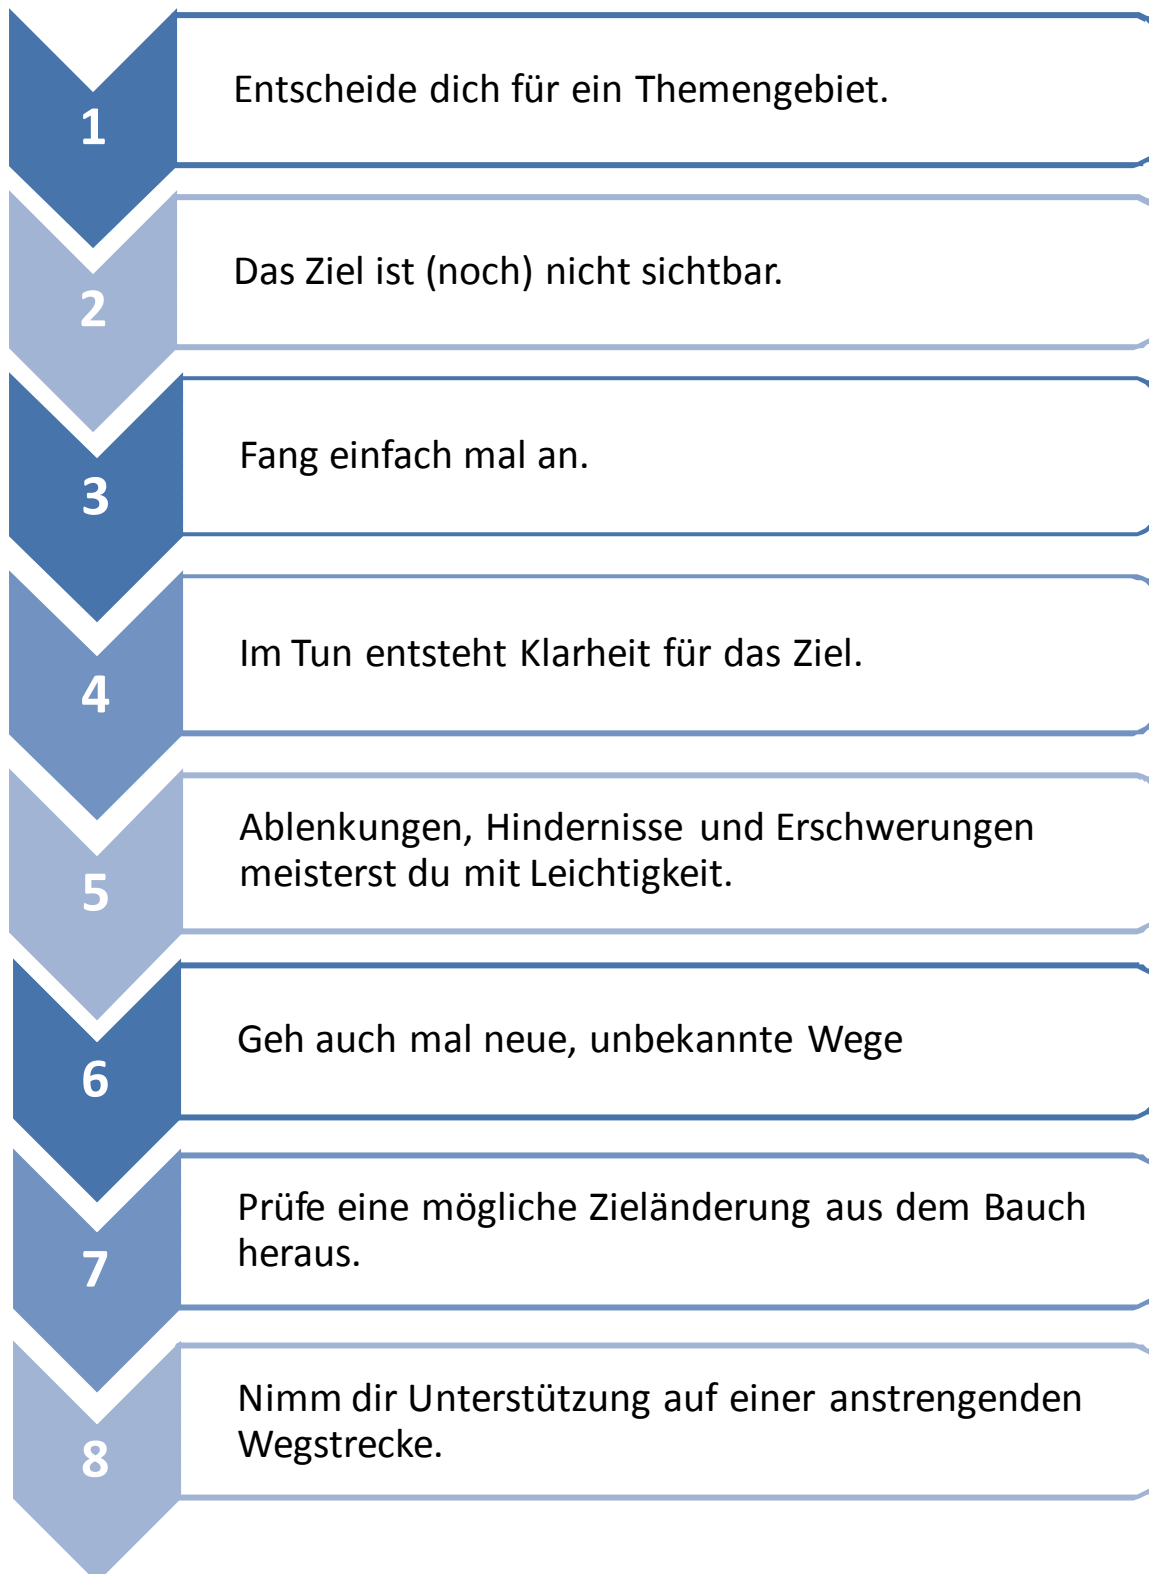 1
Entscheide dich für ein Themengebiet.
2
Das Ziel ist (noch) nicht sichtbar.
3
Fang einfach mal an.
4
Im Tun entsteht Klarheit für das Ziel.
5
Ablenkungen, Hindernisse und Erschwerungen
meisterst du mit Leichtigkeit.
6
Geh auch mal neue, unbekannte Wege
7
Prüfe eine mögliche Zieländerung aus dem Bauch
heraus.
8
Nimm dir Unterstützung auf einer anstrengenden
Wegstrecke.